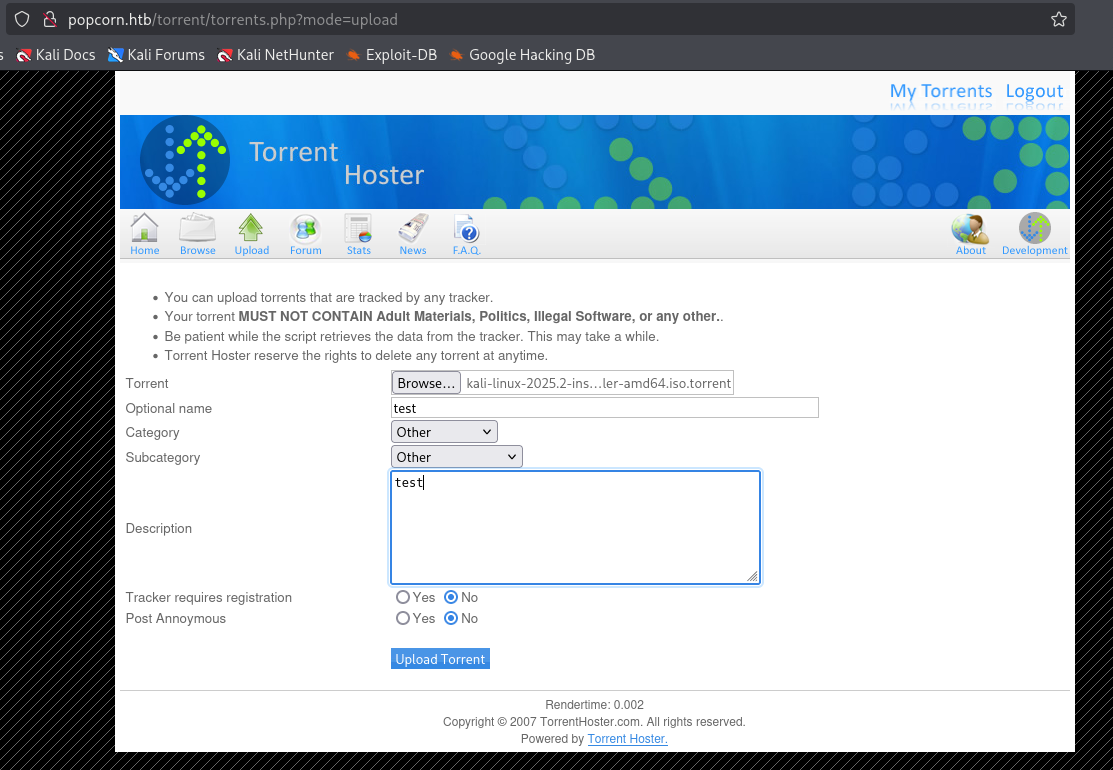 popcorn.htb/torrent/torrents.php?mode=upload
s Kali Docs Kali Forums Kali NetHunter Exploit-DB Google Hacking DB
My Torrents Logout
Torrent
Hoster
Home Browse Upload Forum Stats News F.A.Q. About Development
• You can upload torrents that are tracked by any tracker.
• Your torrent MUST NOT CONTAIN Adult Materials, Politics, Illegal Software, or any other..
• Be patient while the script retrieves the data from the tracker. This may take a while.
• Torrent Hoster reserve the rights to delete any torrent at anytime.
Torrent Browse... kali-linux-2025.2-ins...ler-amd64.iso.torrent
Optional name test
Category Other
Subcategory Other
test
Description
Tracker requires registration Yes No
Post Annoymous Yes No
Upload Torrent
Rendertime: 0.002
Copyright © 2007 TorrentHoster.com. All rights reserved.
Powered by Torrent Hoster.